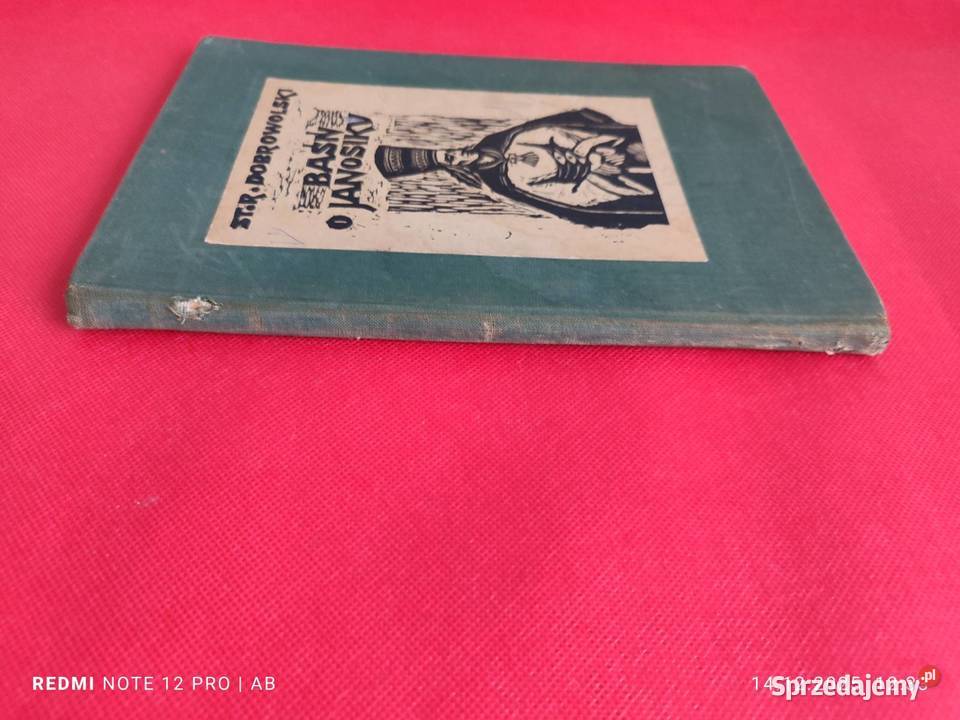 ST.R. DOBROWOLSKI
BAŚŃ
O JANOSIKU
REDMI NOTE 12 PRO | AB
Sprzedajemy.pl